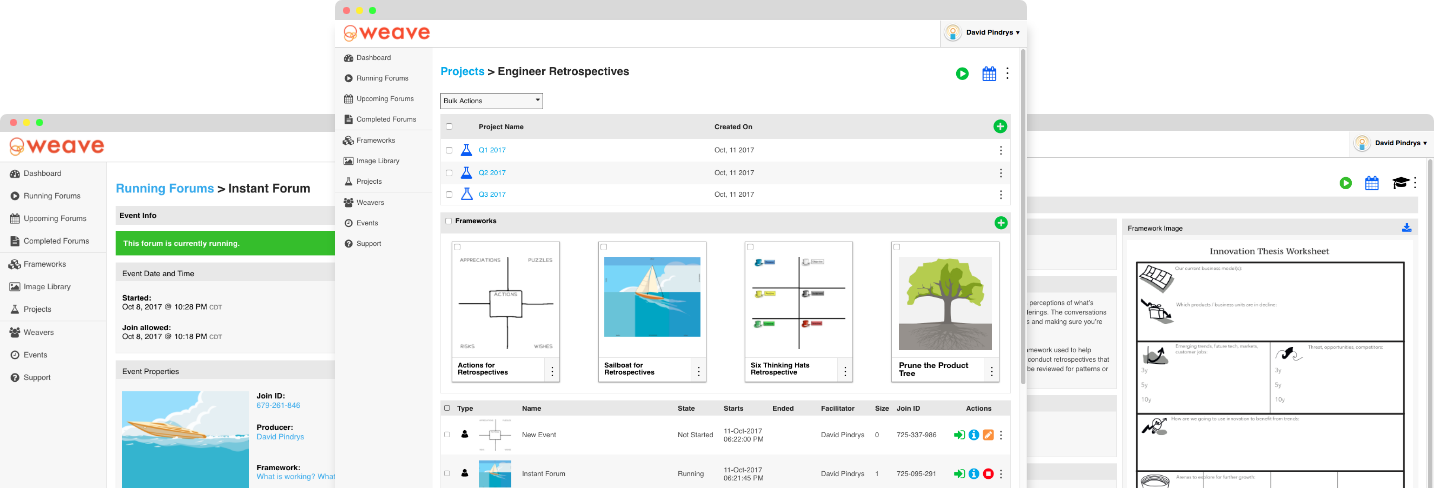 weave
David Pindrys ▾
Dashboard
Running Forums
Upcoming Forums
Completed Forums
Frameworks
Image Library
Projects
Weavers
Events
Support
Projects > Engineer Retrospectives
Bulk Actions
Project Name Created On
Q1 2017 Oct, 11 2017
Q2 2017 Oct, 11 2017
Q3 2017 Oct, 11 2017
Frameworks
APPRECIATIONS PUZZLES
ACTIONS
RISKS WISHES
Actions for
Retrospectives
Sailboat for
Retrospectives
Six Thinking Hats
Retrospective
Prune the Product
Tree
Type Name State Starts Ended Facilitator Size Join ID Actions
New Event Not Started 11-Oct-2017
06:22:00 PM David Pindrys 0 725-337-986
Instant Forum Running 11-Oct-2017
06:21:45 PM David Pindrys 1 725-095-291
weave
Dashboard
Running Forums
Upcoming Forums
Completed Forums
Frameworks
Image Library
Projects
Weavers
Events
Support
Running Forums > Instant Forum
Event Info
This forum is currently running.
Event Date and Time
Started:
Oct 8, 2017 @ 10:28 PM CDT
Join allowed:
Oct 8, 2017 @ 10:18 PM CDT
Event Properties
Join ID:
679-261-846
Producer:
David Pindrys
Framework:
What is working? What
David Pindrys ▾
perceptions of what's
erings. The conversations
s and making sure you're
amework used to help
conduct retrospectives that
be reviewed for patterns or
Framework Image
Innovation Thesis Worksheet
Our current business model(s):
Which products / business units are in decline:
Emerging trends, future tech, markets,
customer jobs:
3y
5y
10y
Threat, opportunities, competitors:
3y
5y
10y
How are we going to use innovation to benefit from trends:
Arenas to explore for further growth: